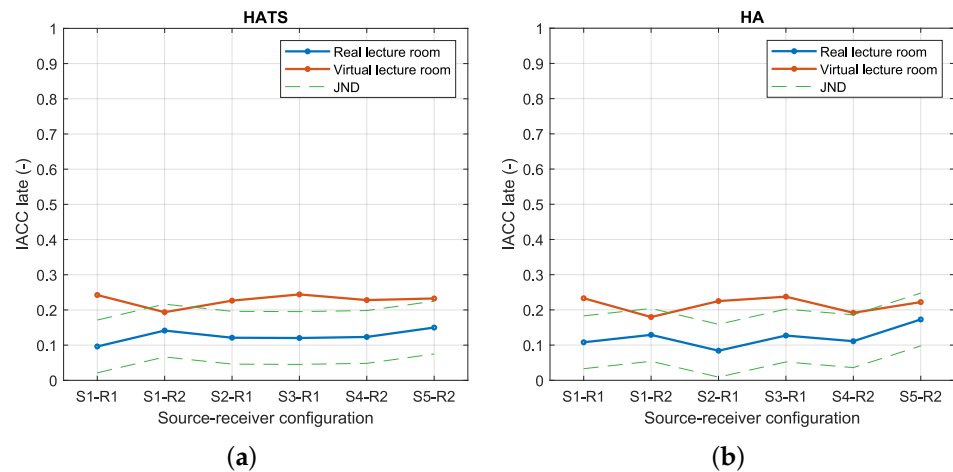 HATS
Real lecture room
Virtual lecture room
JND
1
0.9
0.8
0.7
0.6
0.5
0.4
0.3
0.2
0.1
0
IACC late (-)
S1-R1 S1-R2 S2-R1 S3-R1 S4-R2 S5-R2
Source-receiver configuration
(a)
HA
Real lecture room
Virtual lecture room
JND
1
0.9
0.8
0.7
0.6
0.5
0.4
0.3
0.2
0.1
0
IACC late (-)
S1-R1 S1-R2 S2-R1 S3-R1 S4-R2 S5-R2
Source-receiver configuration
(b)